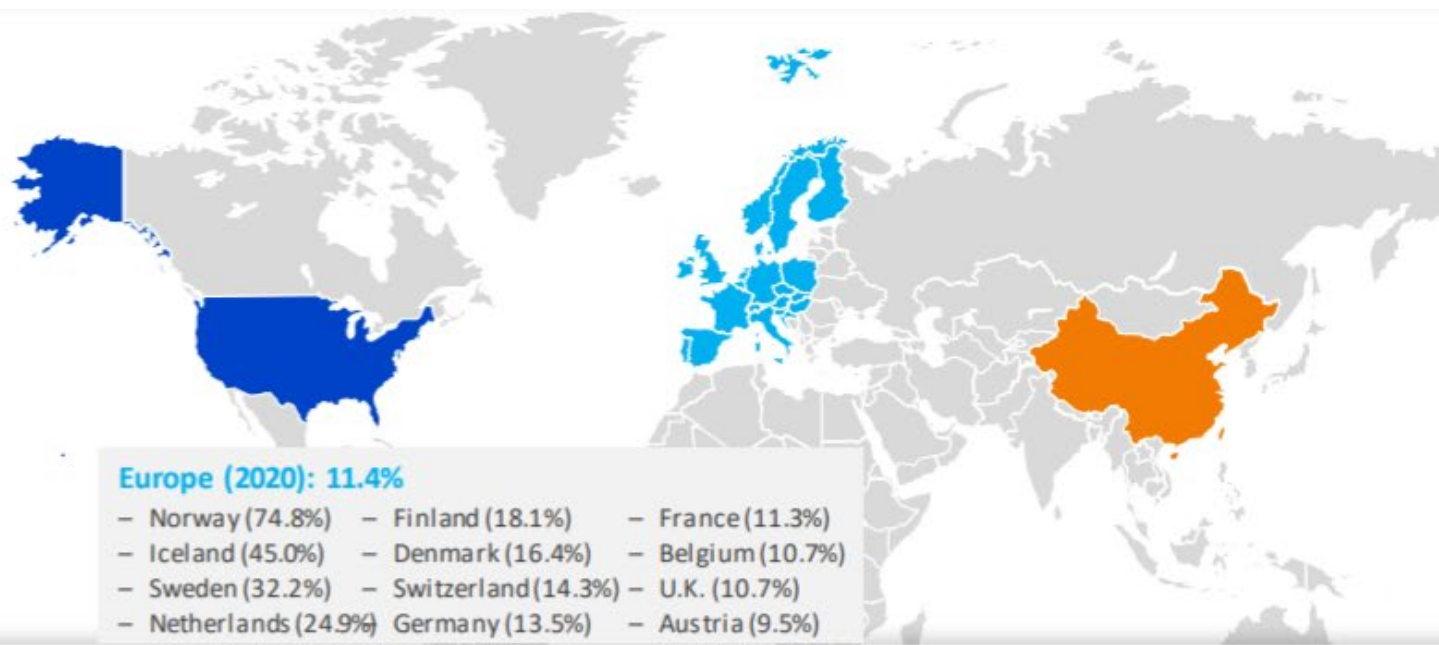 Europe (2020): 11.4%
– Norway (74.8%) – Finland (18.1%) – France (11.3%)
– Iceland (45.0%) – Denmark (16.4%) – Belgium (10.7%)
– Sweden (32.2%) – Switzerland (14.3%) – U.K. (10.7%)
– Netherlands (24.9%) – Germany (13.5%) – Austria (9.5%)